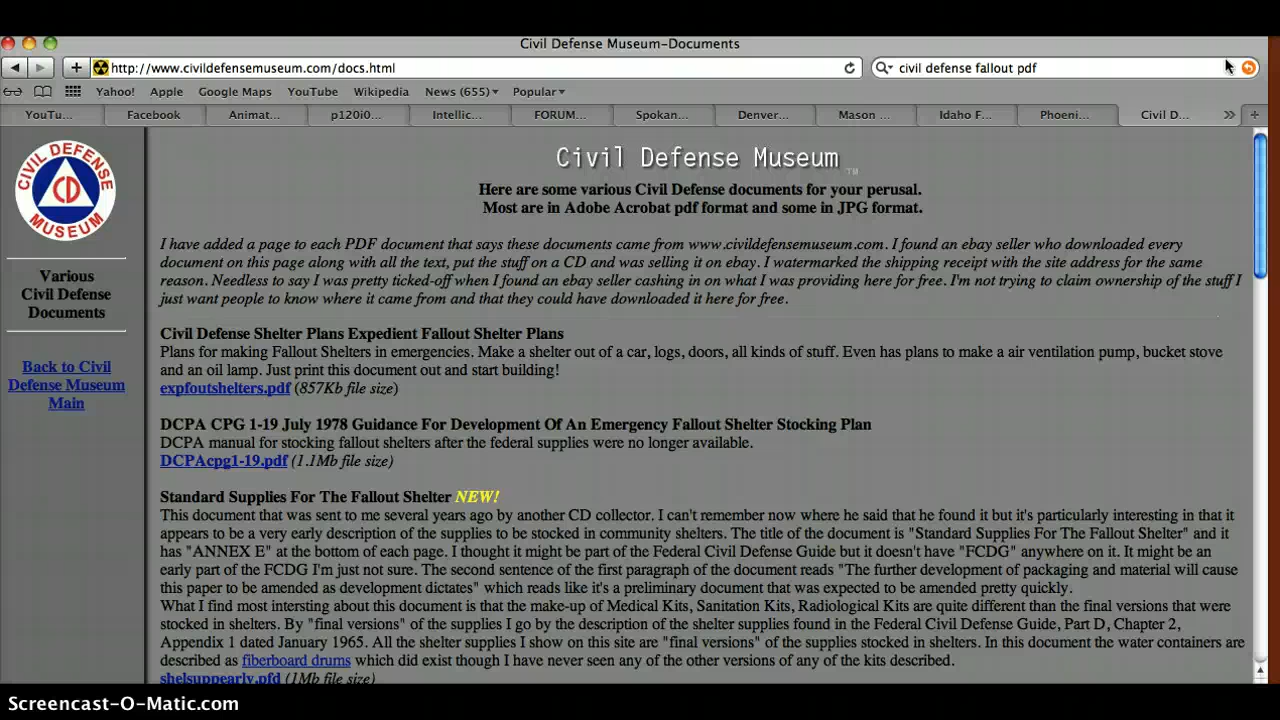 Civil Defense Museum-Documents
http://www.civildefensemuseum.com/docs.html
civil defense fallout pdf
Yahoo! Apple Google Maps YouTube Wikipedia News (655) Popular
YouTu... Facebook Animat... p120i0... Intellic... FORUM... Spokan... Denver... Mason ... Idaho F... Phoeni... Civil D...
CIVIL DEFENSE
CD
MUSEUM
Various
Civil Defense
Documents
Back to Civil
Defense Museum
Main
Civil Defense Museum TM
Here are some various Civil Defense documents for your perusal.
Most are in Adobe Acrobat pdf format and some in JPG format.
I have added a page to each PDF document that says these documents came from www.civildefensemuseum.com. I found an ebay seller who downloaded every
document on this page along with all the text, put the stuff on a CD and was selling it on ebay. I watermarked the shipping receipt with the site address for the same
reason. Needless to say I was pretty ticked-off when I found an ebay seller cashing in on what I was providing here for free. I'm not trying to claim ownership of the stuff I
just want people to know where it came from and that they could have downloaded it here for free.
Civil Defense Shelter Plans Expedient Fallout Shelter Plans
Plans for making Fallout Shelters in emergencies. Make a shelter out of a car, logs, doors, all kinds of stuff. Even has plans to make a air ventilation pump, bucket stove
and an oil lamp. Just print this document out and start building!
expfoutshelters.pdf (857Kb file size)
DCPA CPG 1-19 July 1978 Guidance For Development Of An Emergency Fallout Shelter Stocking Plan
DCPA manual for stocking fallout shelters after the federal supplies were no longer available.
DCPAcpg1-19.pdf (1.1Mb file size)
Standard Supplies For The Fallout Shelter NEW!
This document that was sent to me several years ago by another CD collector. I can't remember now where he said that he found it but it's particularly interesting in that it
appears to be a very early description of the supplies to be stocked in community shelters. The title of the document is "Standard Supplies For The Fallout Shelter" and it
has "ANNEX E" at the bottom of each page. I thought it might be part of the Federal Civil Defense Guide but it doesn't have "FCDG" anywhere on it. It might be an
early part of the FCDG I'm just not sure. The second sentence of the first paragraph of the document reads "The further development of packaging and material will cause
this paper to be amended as development dictates" which reads like it's a preliminary document that was expected to be amended pretty quickly.
What I find most intersting about this document is that the make-up of Medical Kits, Sanitation Kits, Radiological Kits are quite different than the final versions that were
stocked in shelters. By "final versions" of the supplies I go by the description of the shelter supplies found in the Federal Civil Defense Guide, Part D, Chapter 2,
Appendix 1 dated January 1965. All the shelter supplies I show on this site are "final versions" of the supplies stocked in shelters. In this document the water containers are
described as fiberboard drums which did exist though I have never seen any of the other versions of any of the kits described.
shelsuppearly.pfd (1Mb file size)
Screencast-O-Matic.com